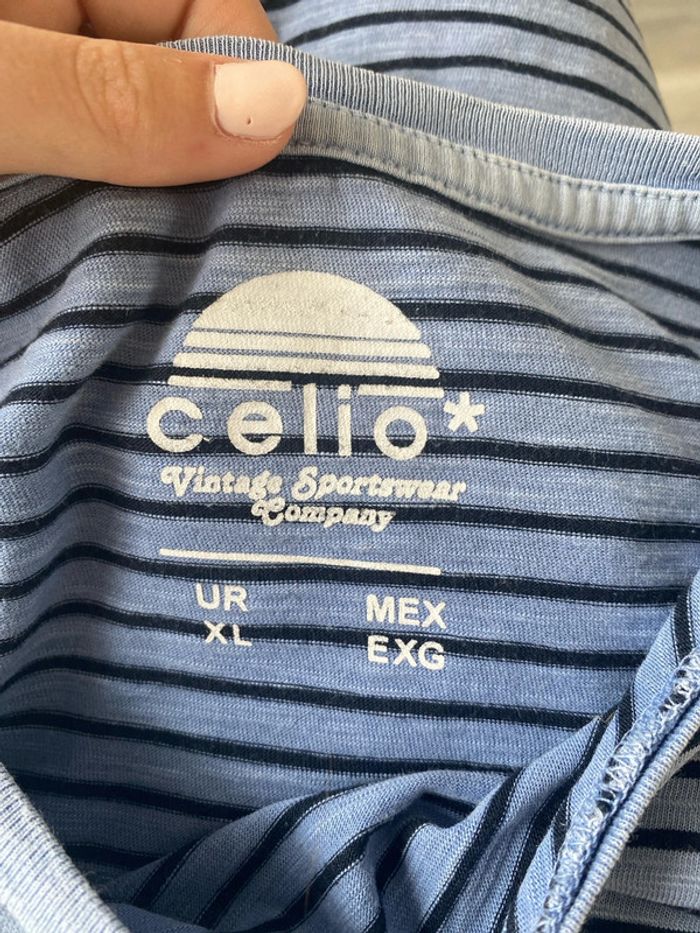 celio*
Vintage Sportswear
Company
UR MEX
XL EXG